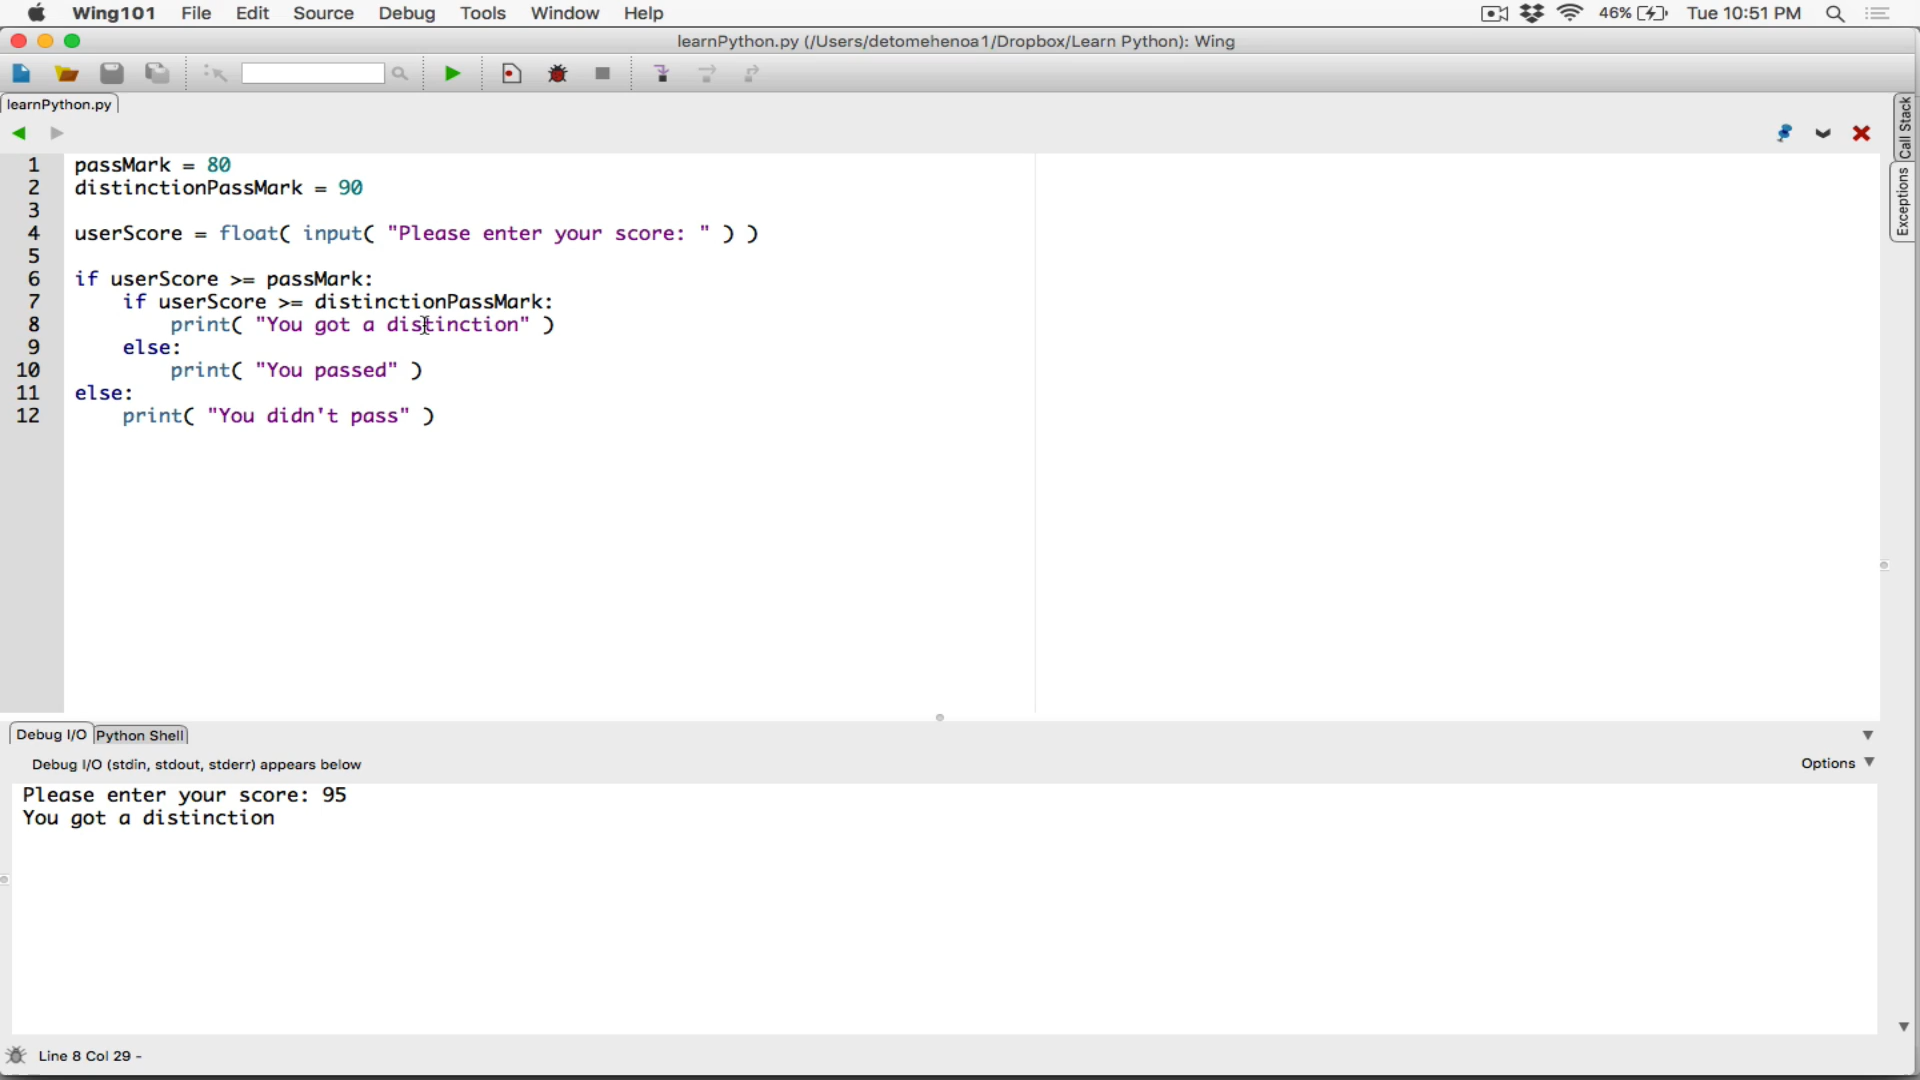 Wing101 File Edit Source Debug Tools Window Help 46% Tue 10:51 PM
learnPython.py (/Users/detomehenoa1/Dropbox/Learn Python): Wing
learnPython.py
Call Stack
Exceptions
1 passMark = 80
2 distinctionPassMark = 90
3
4 userScore = float( input( "Please enter your score: " ) )
5
6 if userScore >= passMark:
7     if userScore >= distinctionPassMark:
8         print( "You got a distinction" )
9     else:
10         print( "You passed" )
11 else:
12     print( "You didn't pass" )
Debug I/O Python Shell
Debug I/O (stdin, stdout, stderr) appears below Options
Please enter your score: 95
You got a distinction
Line 8 Col 29 -